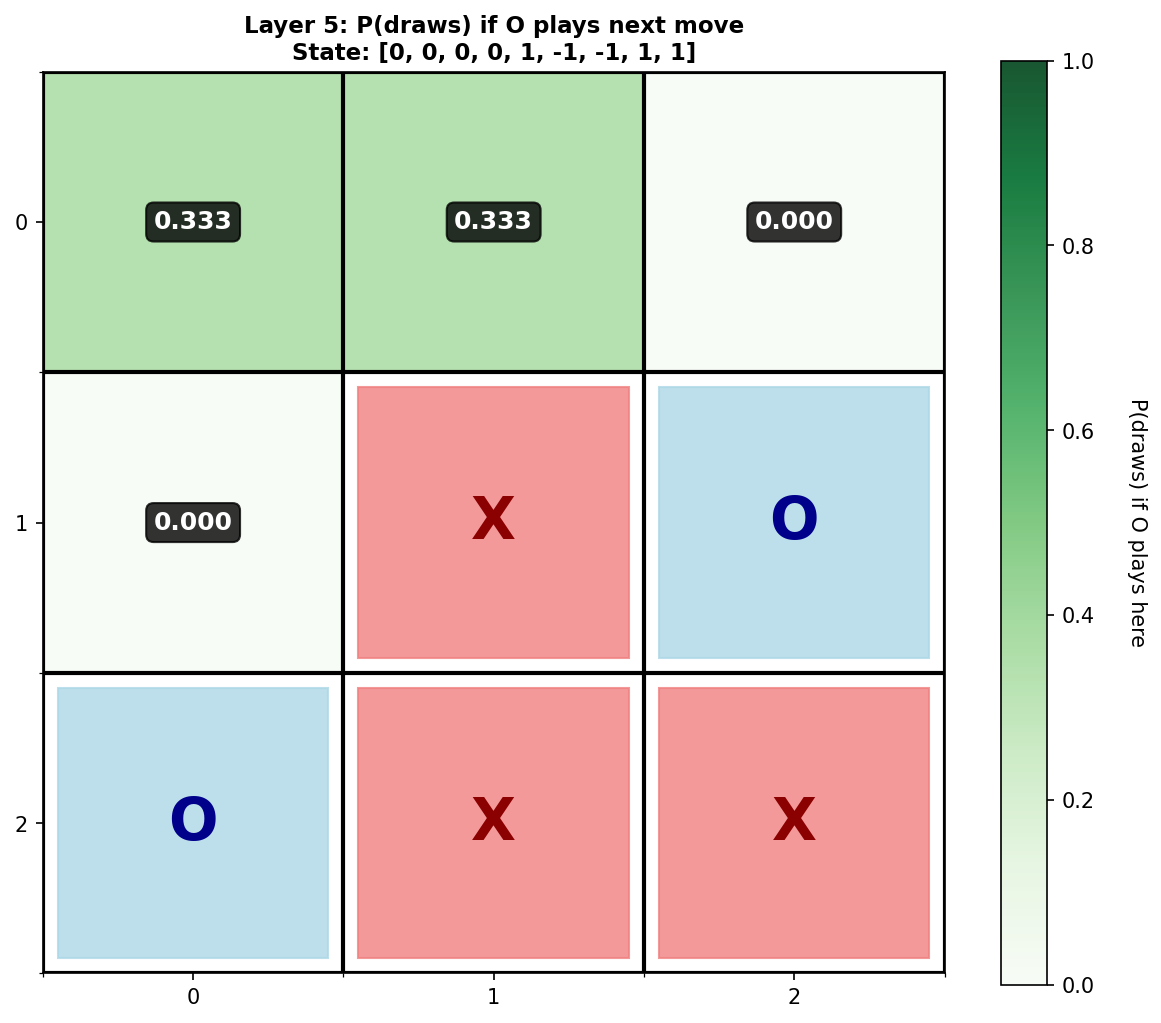 Layer 5: P(draws) if O plays next move
State: [0, 0, 0, 0, 1, -1, -1, 1, 1]
0.333 0.333 0.000
0.000 X O
O X X
0
1
2
0 1 2
1.0
0.8
0.6
0.4
0.2
0.0
P(draws) if O plays here